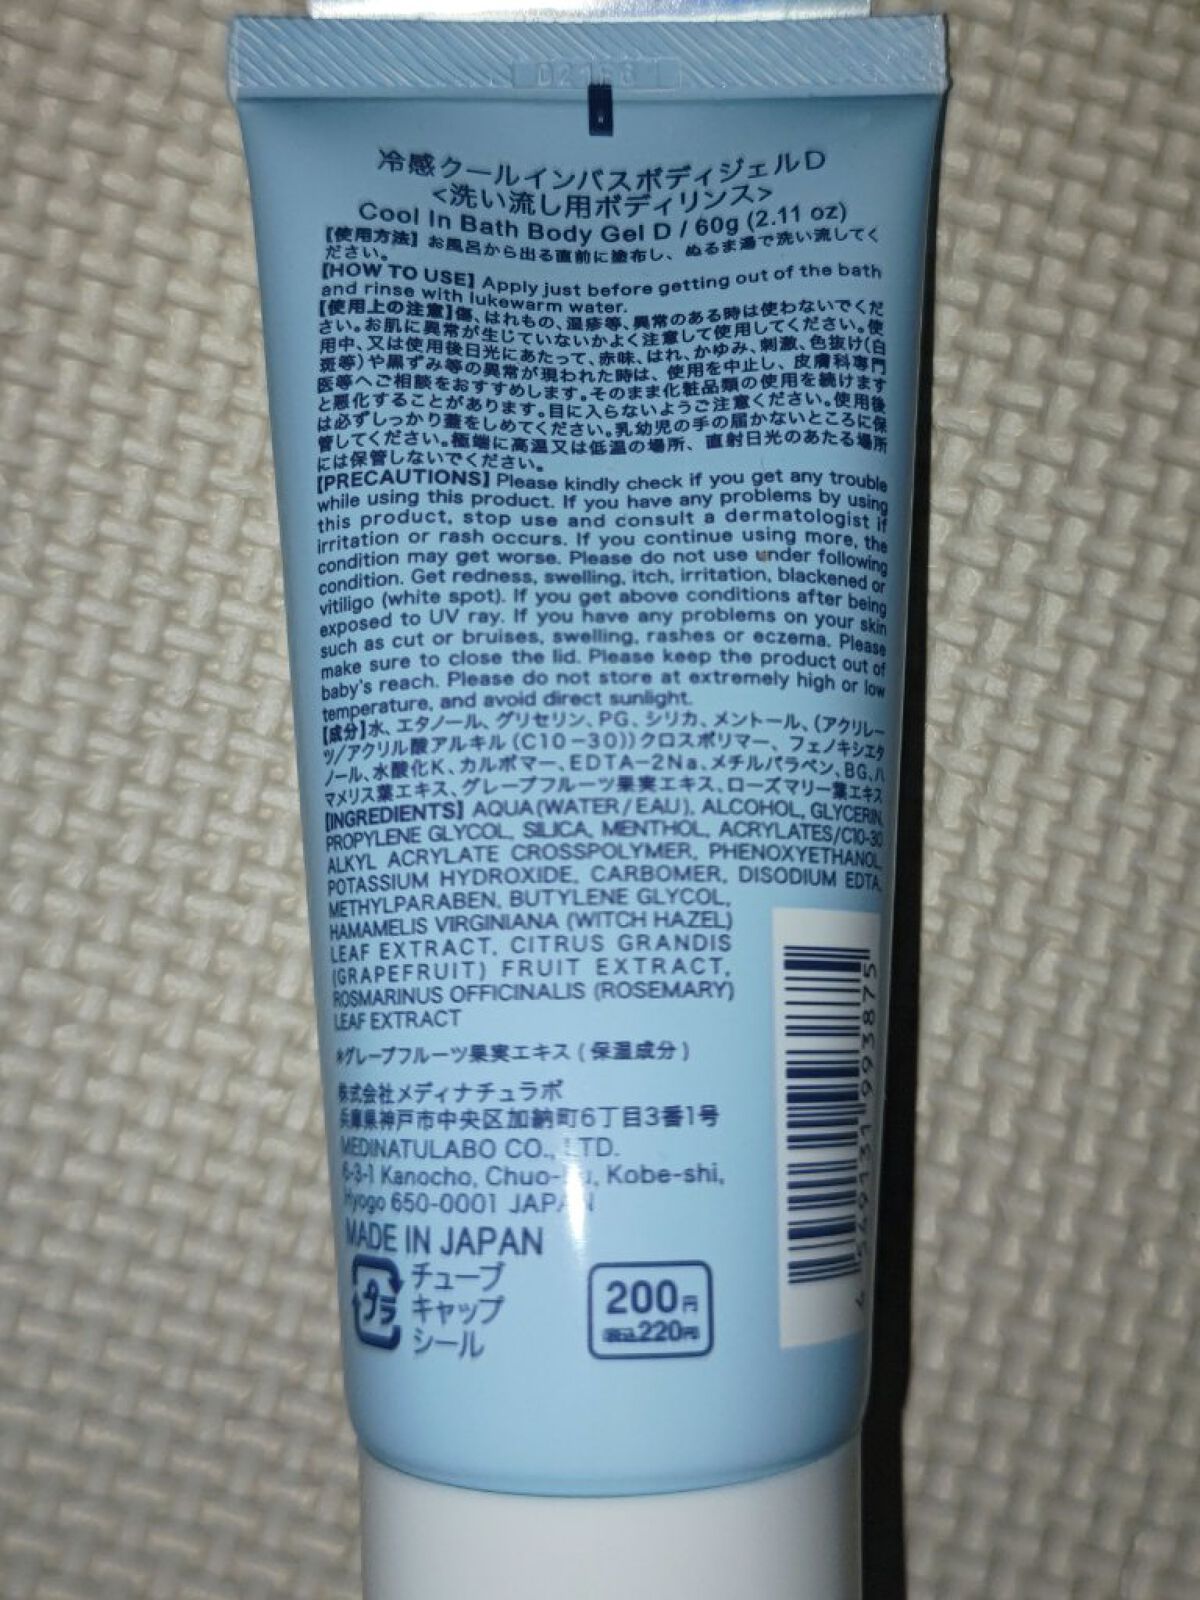 冷感クールインバスボディジェルD
<洗い流し用ボディリンス>
Cool In Bath Body Gel D / 60g (2.11 oz)
【使用方法】お風呂から出る直前に塗布し、ぬるま湯で洗い流してく
ださい。
【HOW TO USE】Apply just before getting out of the bath
and rinse with lukewarm water.
【使用上の注意】傷、はれもの、湿疹等、異常のある時は使わないでくだ
さい。お肌に異常が生じていないかよく注意して使用してください。使
用中、又は使用後日光にあたって、赤味、はれ、かゆみ、刺激、色抜け(白
斑等)や黒ずみ等の異常が現われた時は、使用を中止し、皮膚科専門
医等へご相談をおすすめします。そのまま化粧品類の使用を続けます
と悪化することがあります。目に入らないようご注意ください。使用後
は必ずしっかり蓋をしめてください。乳幼児の手の届かないところに保
管してください。極端に高温又は低温の場所、直射日光のあたる場所
には保管しないでください。
【PRECAUTIONS】Please kindly check if you get any trouble
while using this product. If you have any problems by using
this product, stop use and consult a dermatologist if
irritation or rash occurs. If you continue using more, the
condition may get worse. Please do not use under following
condition. Get redness, swelling, itch, irritation, blackened or
vitiligo (white spot). If you get above conditions after being
exposed to UV ray. If you have any problems on your skin
such as cut or bruises, swelling, rashes or eczema. Please
make sure to close the lid. Please keep the product out of
baby's reach. Please do not store at extremely high or low
temperature, and avoid direct sunlight.
【成分】水、エタノール、グリセリン、PG、シリカ、メントール、(アクリレー
ツ/アクリル酸アルキル(C10-30))クロスポリマー、フェノキシエタ
ノール、水酸化K、カルボマー、EDTA-2Na、メチルパラベン、BG、ハ
マメリス葉エキス、グレープフルーツ果実エキス、ローズマリー葉エキス
【INGREDIENTS】AQUA(WATER/EAU), ALCOHOL, GLYCERIN,
PROPYLENE GLYCOL, SILICA, MENTHOL, ACRYLATES/C10-30
ALKYL ACRYLATE CROSSPOLYMER, PHENOXYETHANOL,
POTASSIUM HYDROXIDE, CARBOMER, DISODIUM EDTA,
METHYLPARABEN, BUTYLENE GLYCOL,
HAMAMELIS VIRGINIANA (WITCH HAZEL)
LEAF EXTRACT, CITRUS GRANDIS
(GRAPEFRUIT) FRUIT EXTRACT,
ROSMARINUS OFFICINALIS (ROSEMARY)
LEAF EXTRACT
*グレープフルーツ果実エキス(保湿成分)
株式会社メディナチュラボ
兵庫県神戸市中央区加納町6丁目3番1号
MEDINATULABO CO., LTD.
6-3-1 Kanocho, Chuo-ku, Kobe-shi,
Hyogo 650-0001 JAPAN
MADE IN JAPAN
プラ
チューブ
キャップ
シール
200円
税込220円
4 549131 993875